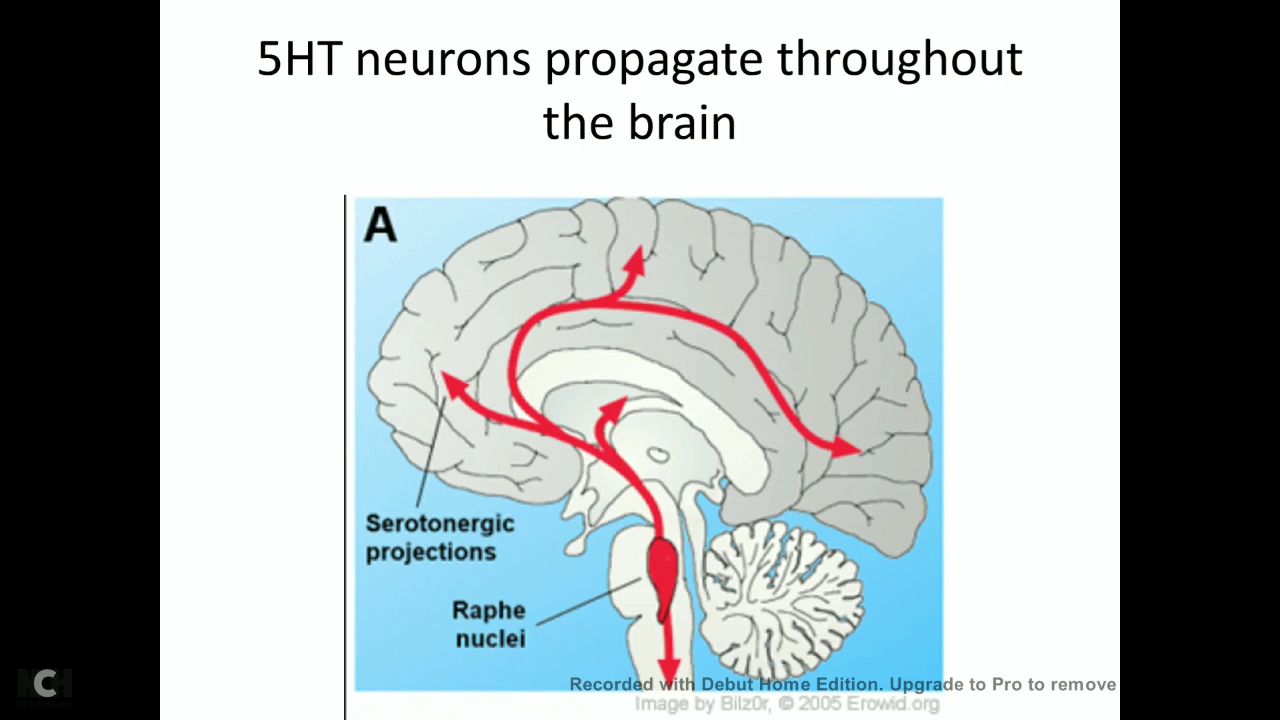 5HT neurons propagate throughout
the brain
A
Serotonergic
projections
Raphe
nuclei
Recorded with Debut Home Edition. Upgrade to Pro to remove
Image by Bilz0r, © 2005 Erowid.org
NCH